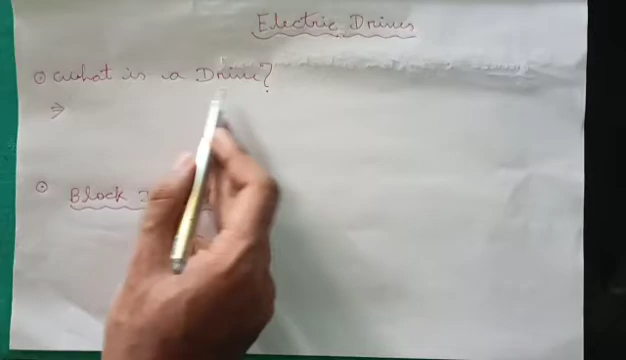 Electric Drives
⊙ what is a Drive?
⇒
⊙ Block